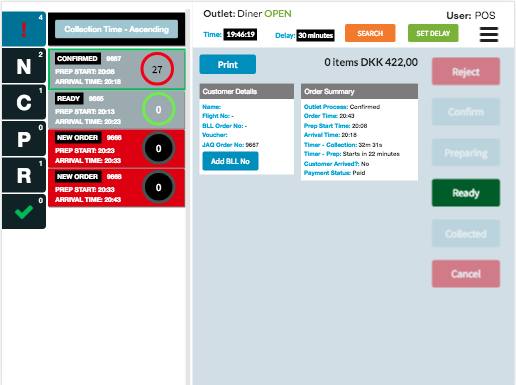 4
!
2
N
1
C
0
P
1
R
0
Collection Time - Ascending
CONFIRMED 9667
PREP START: 20:08
ARRIVAL TIME: 20:18
27
READY 9665
PREP START: 20:13
ARRIVAL TIME: 20:23
0
NEW ORDER 9666
PREP START: 20:23
ARRIVAL TIME: 20:33
0
NEW ORDER 9668
PREP START: 20:33
ARRIVAL TIME: 20:43
0
Outlet: Diner OPEN
User: POS
Time: 19:46:19 Delay: 30 minutes SEARCH SET DELAY
Print
0 items DKK 422,00
Customer Details
Name:
Flight No: -
BLL Order No: -
Voucher:
JAQ Order No: 9667
Add BLL No
Order Summary
Outlet Process: Confirmed
Order Time: 20:43
Prep Start Time: 20:08
Arrival Time: 20:18
Timer - Collection: 32m 31s
Timer - Prep: Starts in 22 minutes
Customer Arrived?: No
Payment Status: Paid
Reject
Confirm
Preparing
Ready
Collected
Cancel